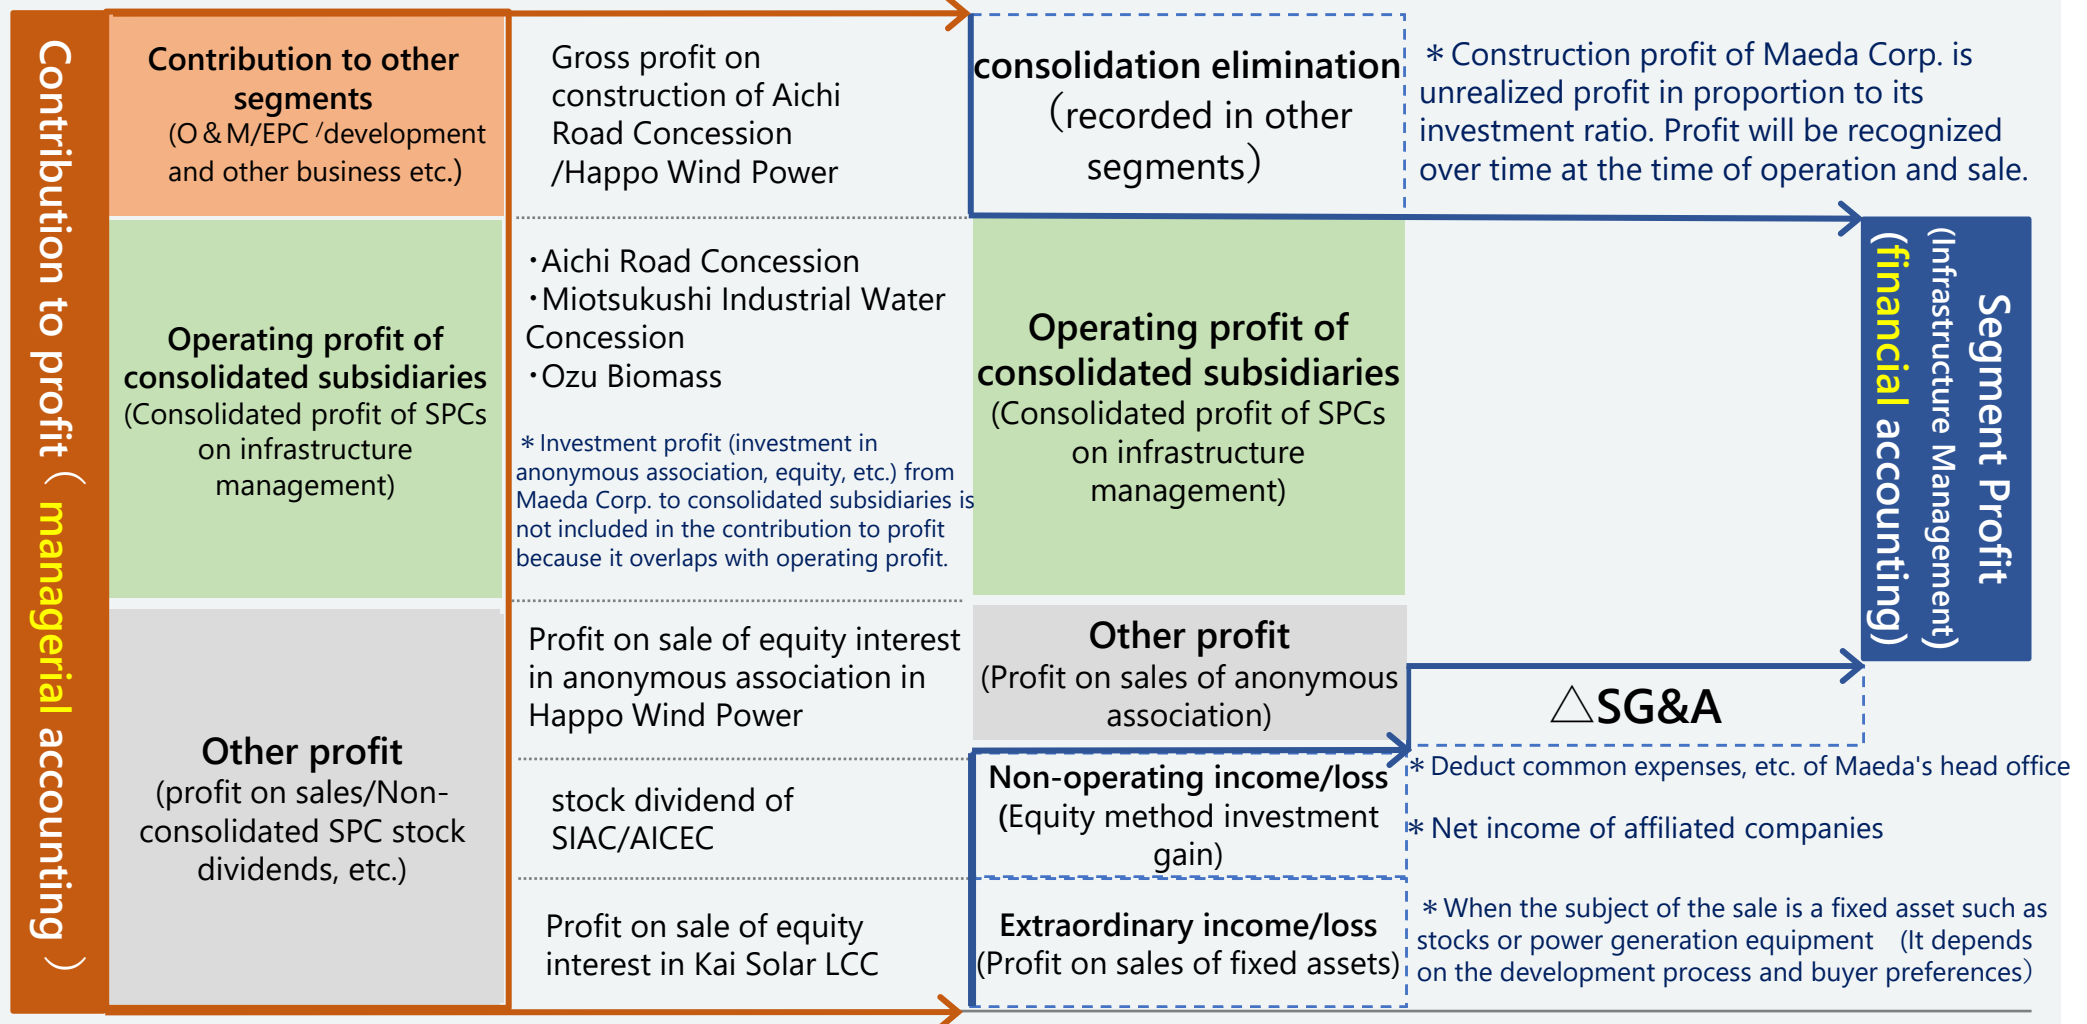 Contribution to profit（ managerial accounting ）
Contribution to other
segments
(O＆M/EPC /development
and other business etc.)
Gross profit on
construction of Aichi
Road Concession
/Happo Wind Power
consolidation elimination
（recorded in other
segments）
＊Construction profit of Maeda Corp. is
unrealized profit in proportion to its
investment ratio. Profit will be recognized
over time at the time of operation and sale.
Operating profit of
consolidated subsidiaries
(Consolidated profit of SPCs
on infrastructure
management)
・Aichi Road Concession
・Miotsukushi Industrial Water
Concession
・Ozu Biomass
＊Investment profit (investment in
anonymous association, equity, etc.) from
Maeda Corp. to consolidated subsidiaries is
not included in the contribution to profit
because it overlaps with operating profit.
Operating profit of
consolidated subsidiaries
(Consolidated profit of SPCs
on infrastructure
management)
Segment Profit
(Infrastructure Management)
(financial accounting)
Other profit
(profit on sales/Non-
consolidated SPC stock
dividends, etc.)
Profit on sale of equity interest
in anonymous association in
Happo Wind Power
Other profit
(Profit on sales of anonymous
association)
△SG&A
＊Deduct common expenses, etc. of Maeda's head office
stock dividend of
SIAC/AICEC
Non-operating income/loss
(Equity method investment
gain)
＊Net income of affiliated companies
Profit on sale of equity
interest in Kai Solar LCC
Extraordinary income/loss
(Profit on sales of fixed assets)
＊When the subject of the sale is a fixed asset such as
stocks or power generation equipment （It depends
on the development process and buyer preferences）